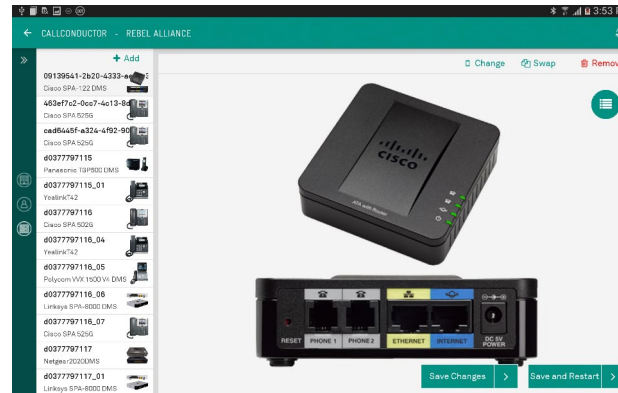 3:53 P
CALLCONDUCTOR - REBEL ALLIANCE
Add
Change
Swap
Remov
09139541-2b20-4333-a
Cisco SPA-122 DMS
463ef7c2-0cc7-4c13-8d
Cisco SPA 525G
cad6445f-a324-4f92-90
Cisco SPA 525G
d0377797115
Panasonic TGP600 DMS
d0377797115_01
YealinkT42
d0377797116
Cisco SPA 502G
d0377797116_04
YealinkT42
d0377797116_05
Polycom VVX 1500 V4 DMS
d0377797116_06
Linksys SPA-8000 DMS
d0377797116_07
Cisco SPA 525G
d0377797117
Netgear2020DMS
d0377797117_01
Linksys SPA-8000 DMS
CISCO
ATA with Router
RESET
PHONE 1
PHONE 2
ETHERNET
INTERNET
DC 5V
POWER
Save Changes
Save and Restart